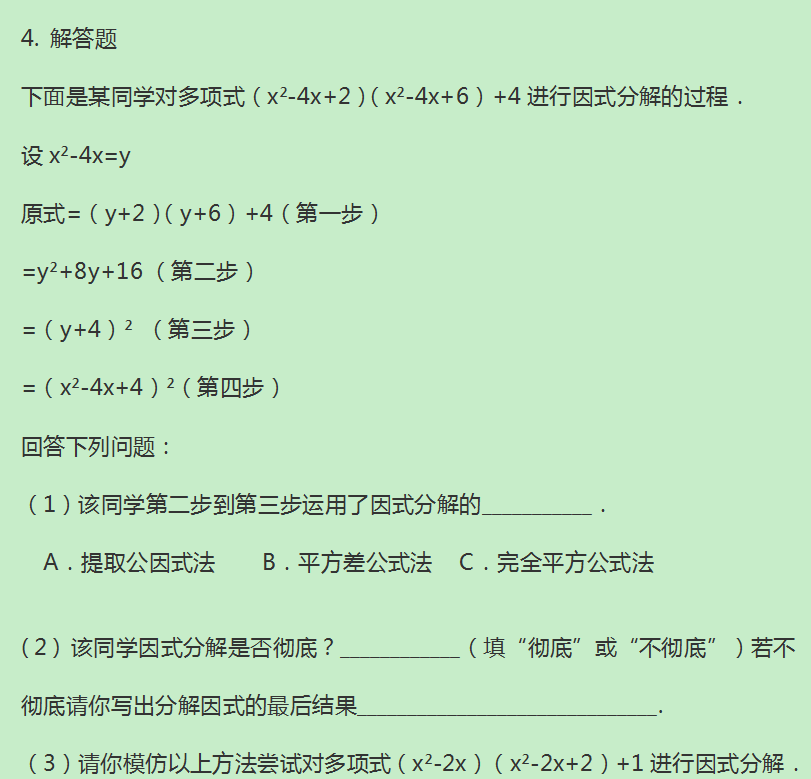 4. 解答题
下面是某同学对多项式（x²-4x+2）（x²-4x+6）+4进行因式分解的过程．
设x²-4x=y
原式=（y+2）（y+6）+4（第一步）
=y²+8y+16（第二步）
=（y+4）²（第三步）
=（x²-4x+4）²（第四步）
回答下列问题：
（1）该同学第二步到第三步运用了因式分解的___________．
A．提取公因式法 B．平方差公式法 C．完全平方公式法
（2）该同学因式分解是否彻底？____________（填“彻底”或“不彻底”）若不
彻底请你写出分解因式的最后结果______________________________.
（3）请你模仿以上方法尝试对多项式（x²-2x）（x²-2x+2）+1进行因式分解．